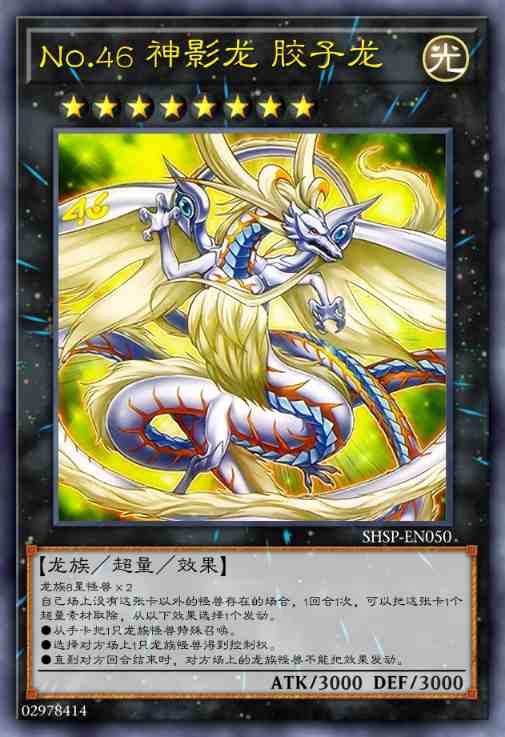 No.46 神影龙 胶子龙
光
46
SHSP-EN050
【龙族／超量／效果】
龙族8星怪兽×2
自己场上没有这张卡以外的怪兽存在的场合，1回合1次，可以把这张卡1个
超量素材取除，从以下效果选择1个发动。
●从手卡把1只龙族怪兽特殊召唤。
●选择对方场上1只龙族怪兽得到控制权。
●直到对方回合结束时，对方场上的龙族怪兽不能把效果发动。
ATK/3000 DEF/3000
02978414